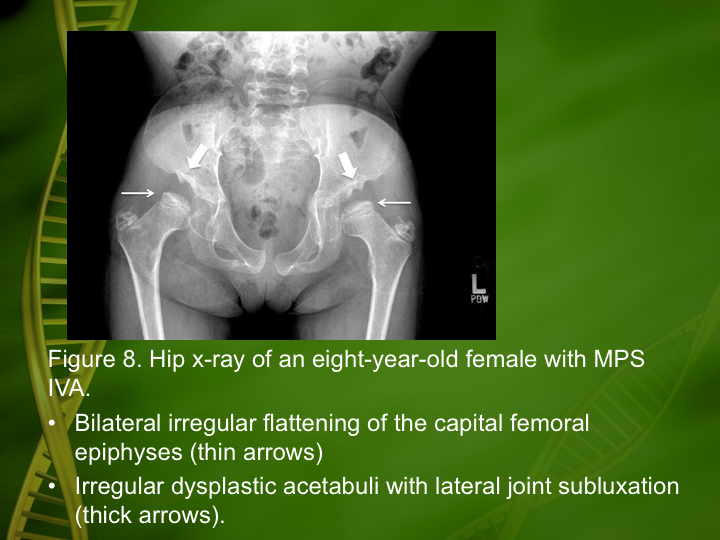 L
PDW
Figure 8. Hip x-ray of an eight-year-old female with MPS
IVA.
• Bilateral irregular flattening of the capital femoral
epiphyses (thin arrows)
• Irregular dysplastic acetabuli with lateral joint subluxation
(thick arrows).